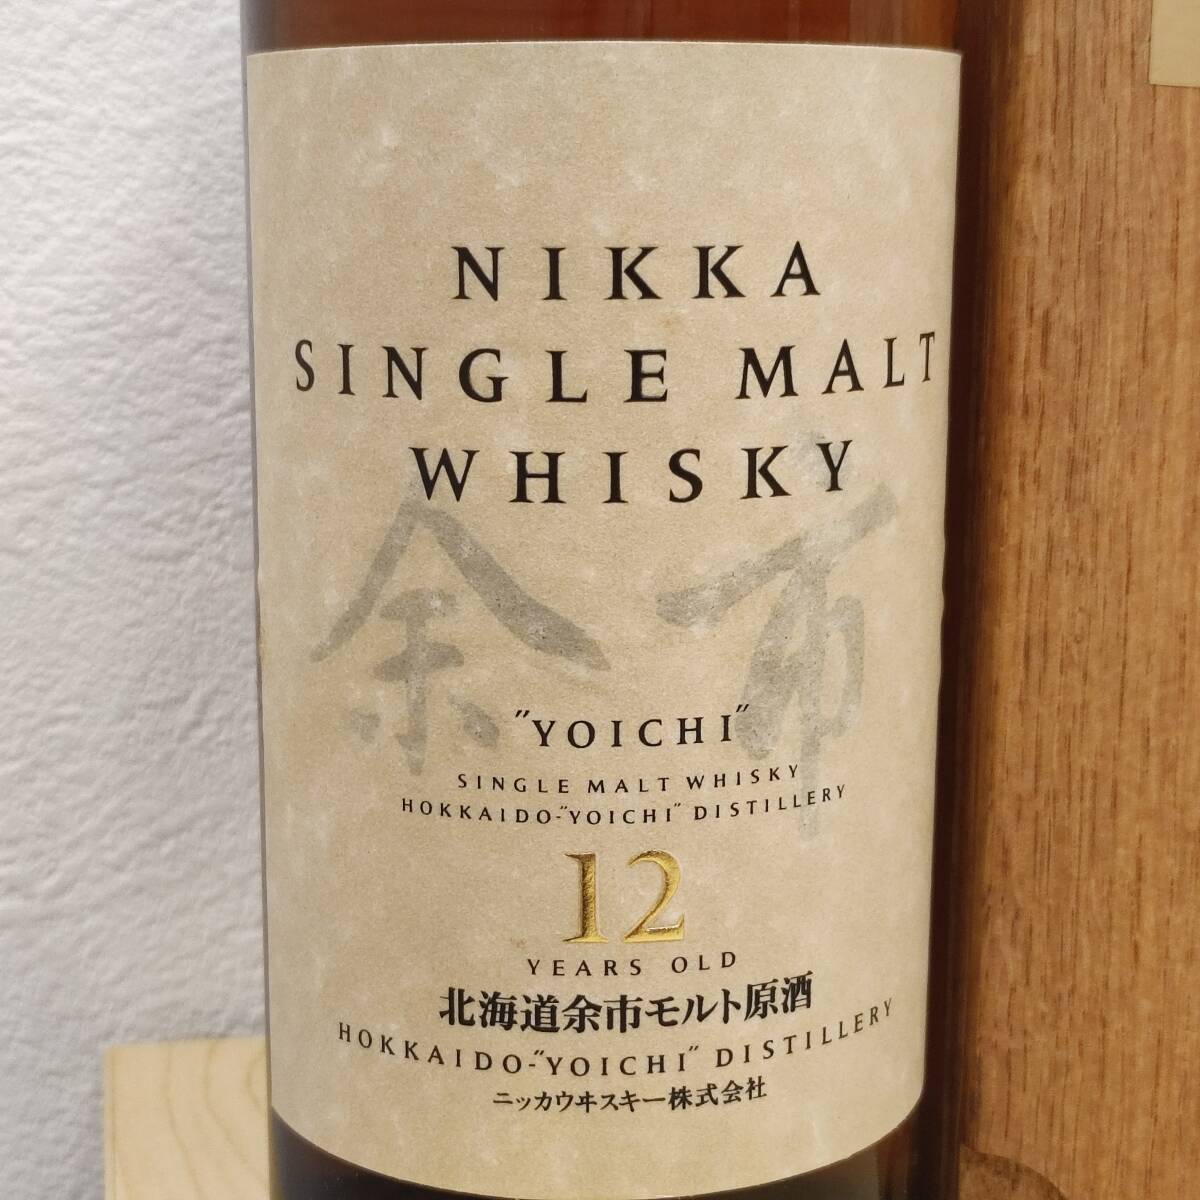 NIKKA
SINGLE MALT
WHISKY
余市
"YOICHI"
SINGLE MALT WHISKY
HOKKAIDO-"YOICHI" DISTILLERY
12
YEARS OLD
北海道余市モルト原酒
HOKKAIDO-"YOICHI" DISTILLERY
ニッカウヰスキー株式会社